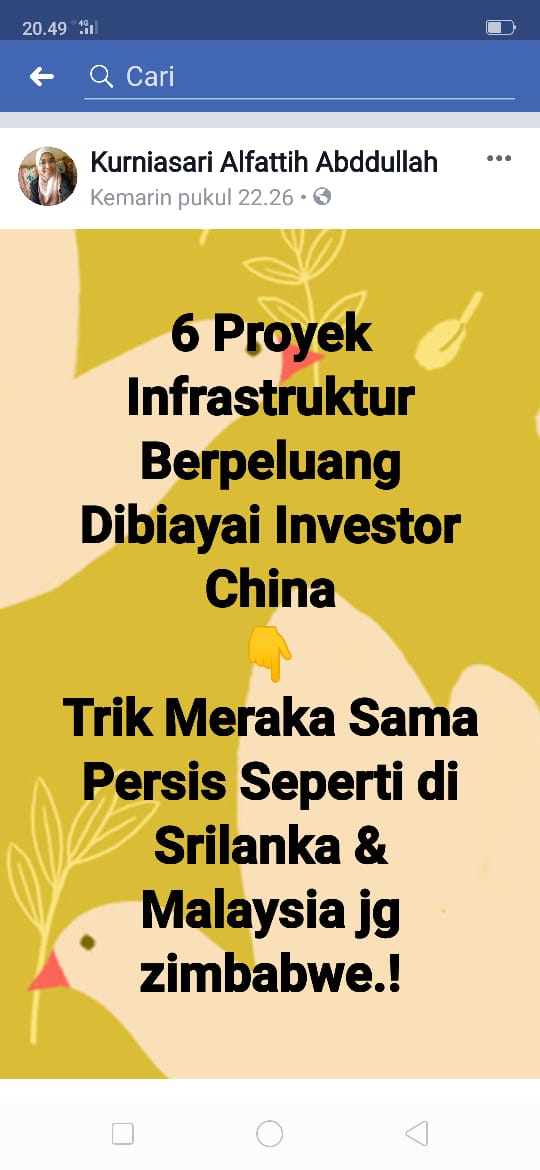 20.49 4G
Cari
Kurniasari Alfattih Abddullah
Kemarin pukul 22.26 •
6 Proyek
Infrastruktur
Berpeluang
Dibiayai Investor
China
👇
Trik Meraka Sama
Persis Seperti di
Srilanka &
Malaysia jg
zimbabwe.!